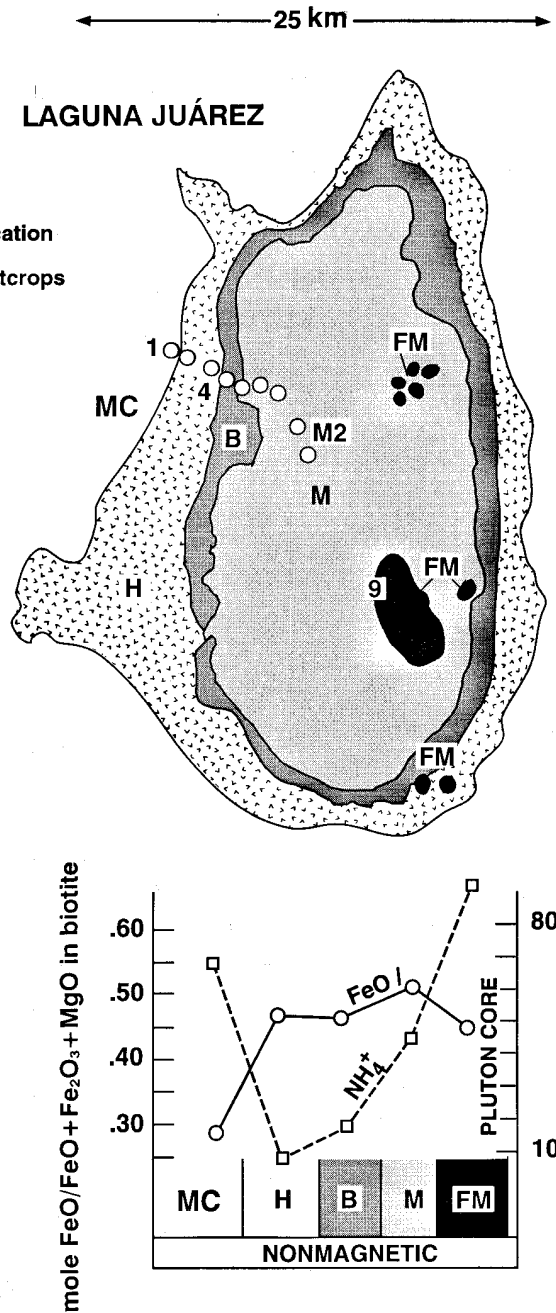 25 km
LAGUNA JUÁREZ
cation
tcrops
1
FM
MC
4
B
M2
M
H
9
FM
FM
mole FeO/FeO+Fe₂O₃+MgO in biotite
.60
.50
.40
.30
FeO /
NH₄⁺
PLUTON CORE
80
10
MC H B M FM
NONMAGNETIC